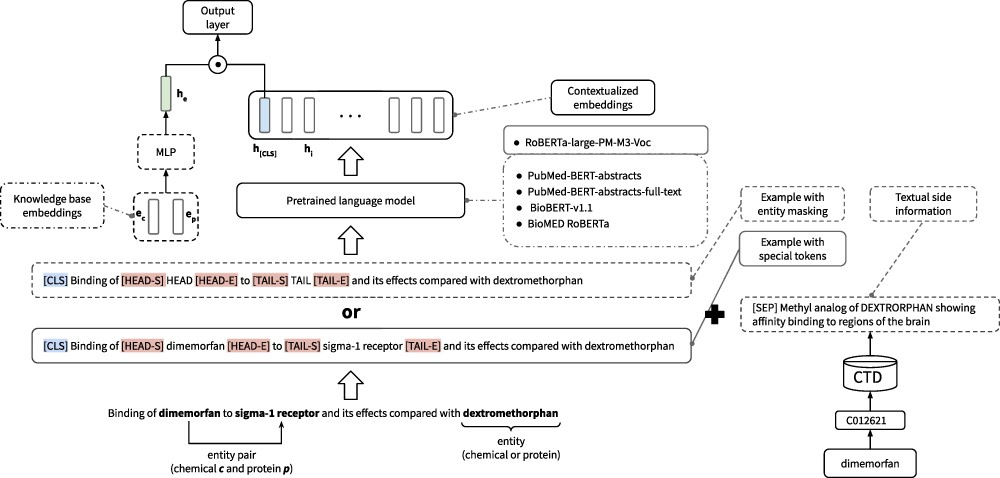 Output
layer
h_e
Contextualized
embeddings
MLP
h_[CLS]
h_i
• • •
• RoBERTa-large-PM-M3-Voc
• PubMed-BERT-abstracts
• PubMed-BERT-abstracts-full-text
• BioBERT-v1.1
• BioMED RoBERTa
Knowledge base
embeddings
e_c
e_p
Pretrained language model
Example with
entity masking
Textual side
information
Example with
special tokens
[CLS] Binding of [HEAD-S] HEAD [HEAD-E] to [TAIL-S] TAIL [TAIL-E] and its effects compared with dextromethorphan
or
[SEP] Methyl analog of DEXTRORPHAN showing
affinity binding to regions of the brain
[CLS] Binding of [HEAD-S] dimemorfan [HEAD-E] to [TAIL-S] sigma-1 receptor [TAIL-E] and its effects compared with dextromethorphan
CTD
Binding of dimemorfan to sigma-1 receptor and its effects compared with dextromethorphan
C012621
entity pair
(chemical c and protein p)
entity
(chemical or protein)
dimemorfan